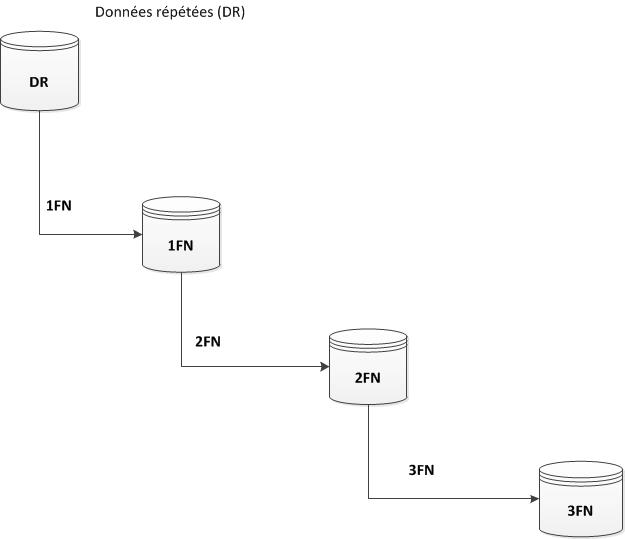 Données répétées (DR)
DR
1FN
1FN
2FN
2FN
3FN
3FN